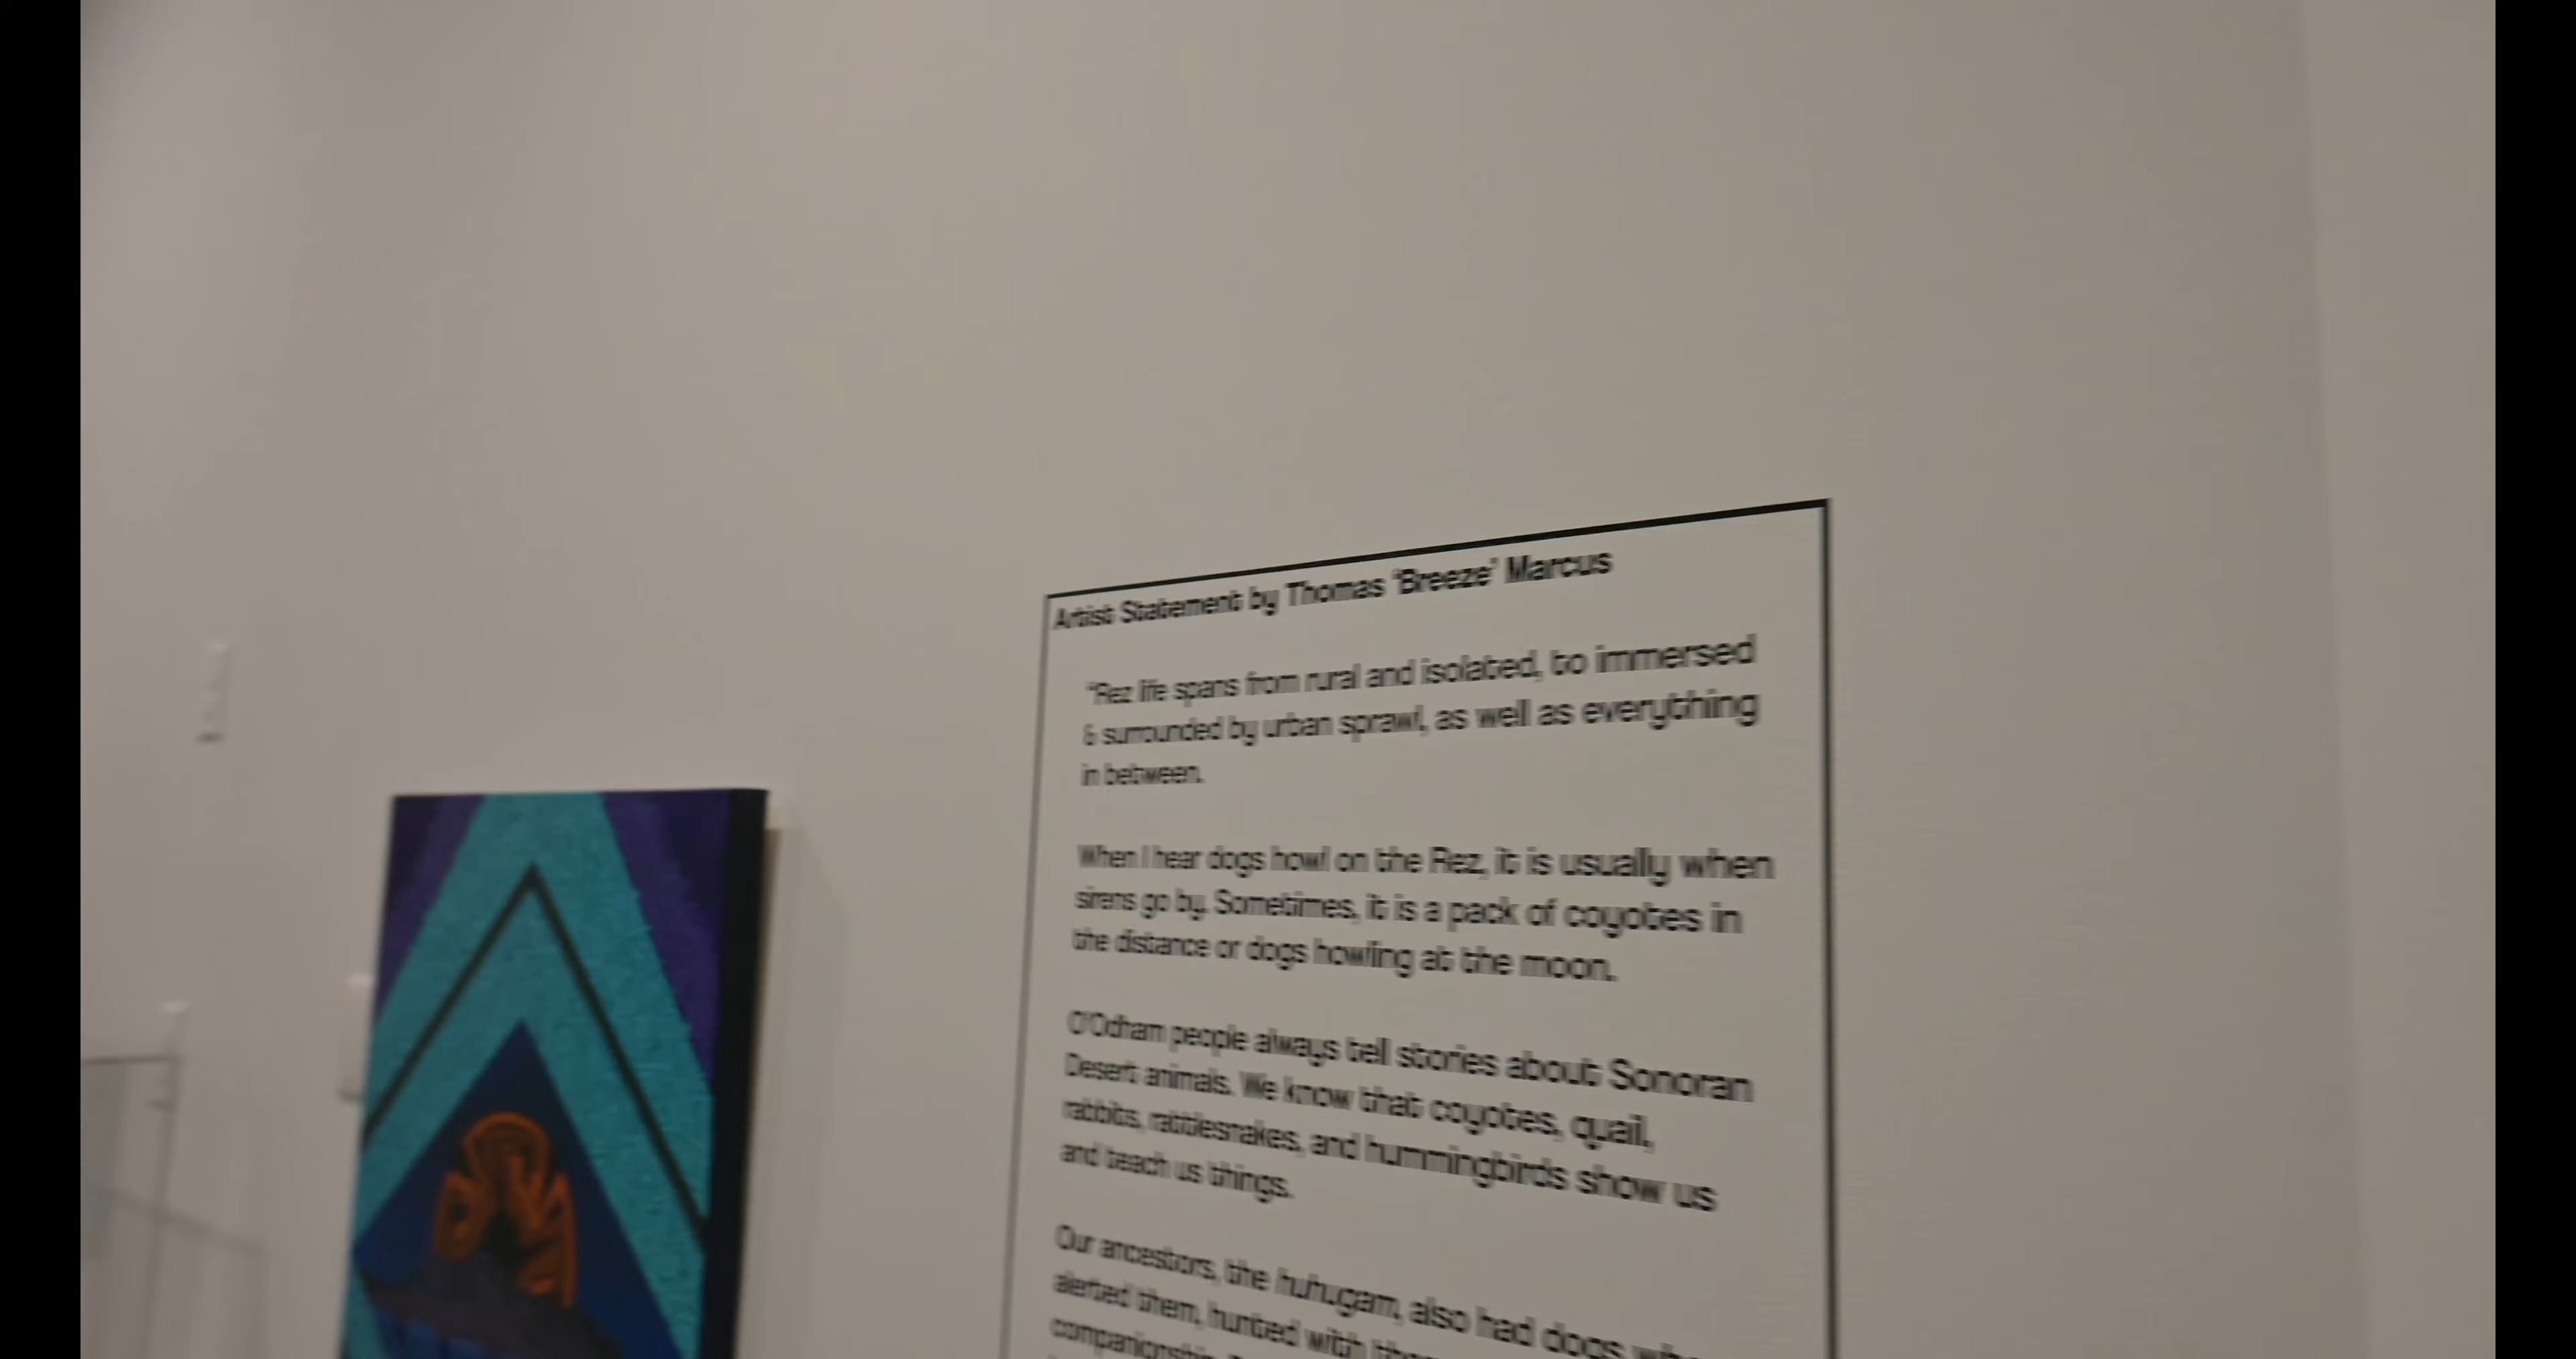 Artist Statement by Thomas ‘Breeze’ Marcus
“Rez life spans from rural and isolated, to immersed
& surrounded by urban sprawl, as well as everything
in between.
When I hear dogs howl on the Rez, it is usually when
sirens go by. Sometimes, it is a pack of coyotes in
the distance or dogs howling at the moon.
O'Odham people always tell stories about Sonoran
Desert animals. We know that coyotes, quail,
rabbits, rattlesnakes, and hummingbirds show us
and teach us things.
Our ancestors, the huhugam, also had dogs
alerted them, hunted with
companionship